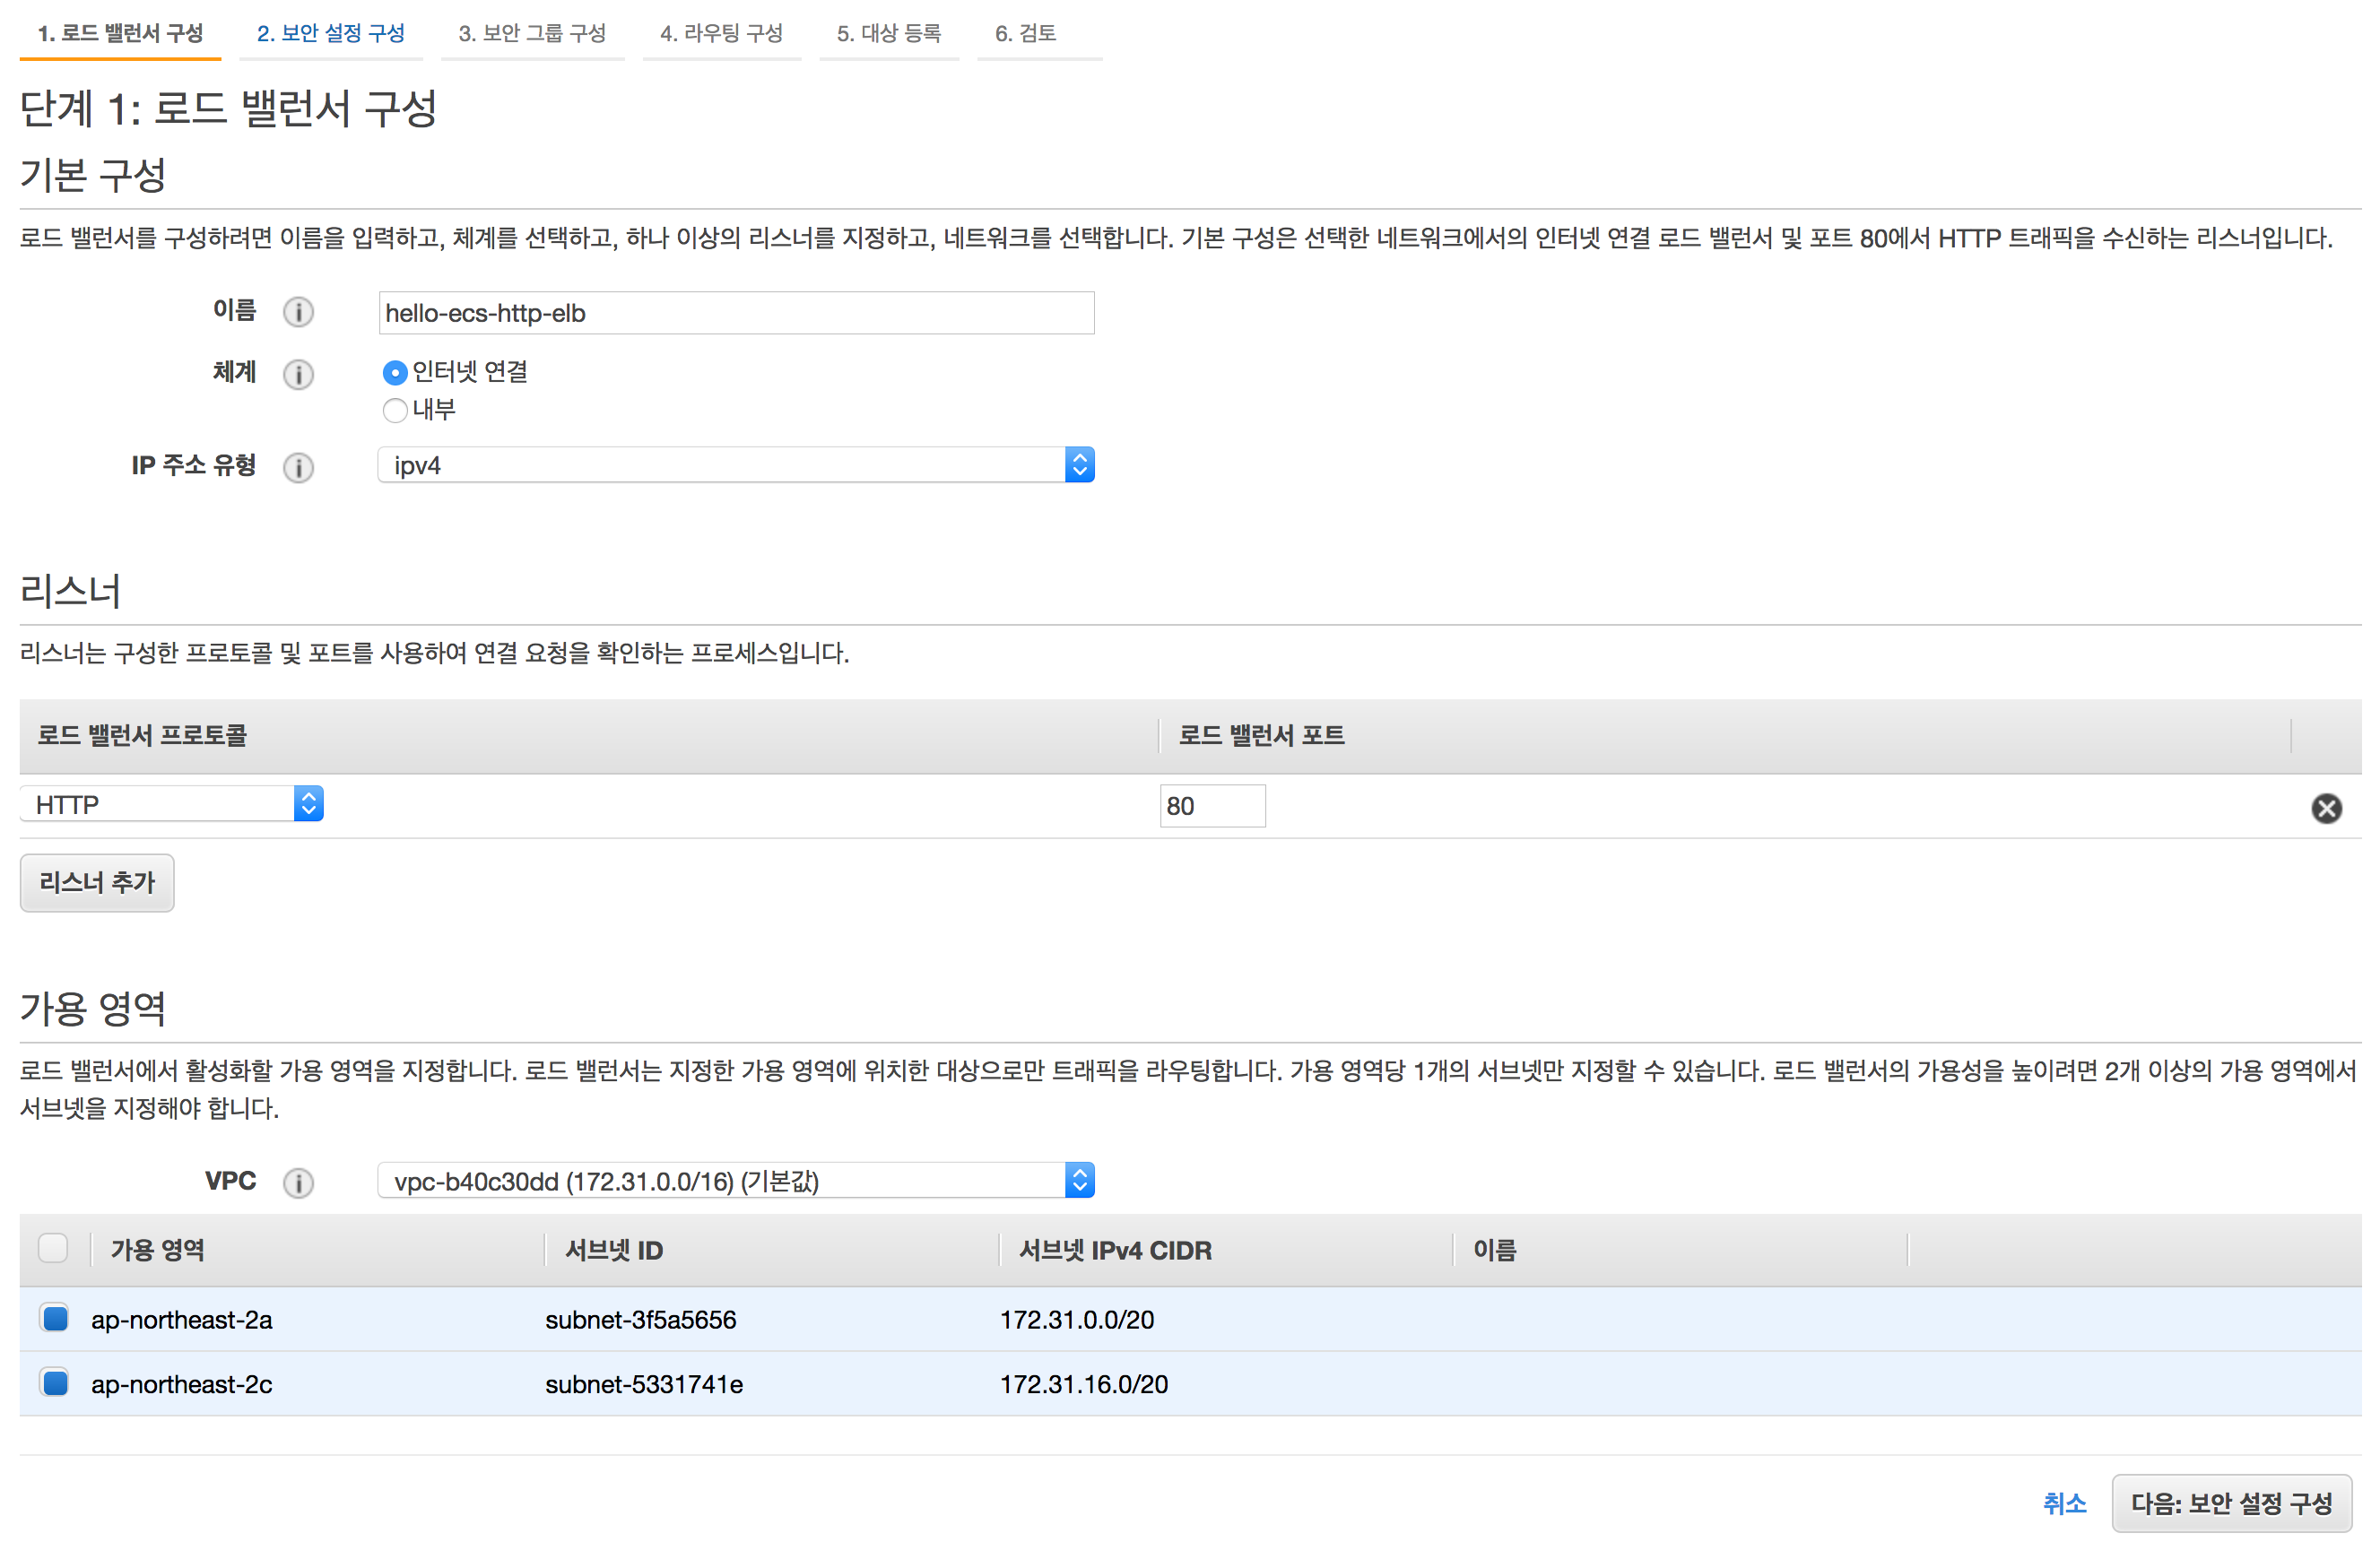 1. 로드 밸런서 구성 2. 보안 설정 구성 3. 보안 그룹 구성 4. 라우팅 구성 5. 대상 등록 6. 검토
단계 1: 로드 밸런서 구성
기본 구성
로드 밸런서를 구성하려면 이름을 입력하고, 체계를 선택하고, 하나 이상의 리스너를 지정하고, 네트워크를 선택합니다. 기본 구성은 선택한 네트워크에서의 인터넷 연결 로드 밸런서 및 포트 80에서 HTTP 트래픽을 수신하는 리스너입니다.
이름 hello-ecs-http-elb
체계 인터넷 연결
내부
IP 주소 유형 ipv4
리스너
리스너는 구성한 프로토콜 및 포트를 사용하여 연결 요청을 확인하는 프로세스입니다.
로드 밸런서 프로토콜 로드 밸런서 포트
HTTP 80
리스너 추가
가용 영역
로드 밸런서에서 활성화할 가용 영역을 지정합니다. 로드 밸런서는 지정한 가용 영역에 위치한 대상으로만 트래픽을 라우팅합니다. 가용 영역당 1개의 서브넷만 지정할 수 있습니다. 로드 밸런서의 가용성을 높이려면 2개 이상의 가용 영역에서
서브넷을 지정해야 합니다.
VPC vpc-b40c30dd (172.31.0.0/16) (기본값)
가용 영역 서브넷 ID 서브넷 IPv4 CIDR 이름
ap-northeast-2a subnet-3f5a5656 172.31.0.0/20
ap-northeast-2c subnet-5331741e 172.31.16.0/20
취소 다음: 보안 설정 구성